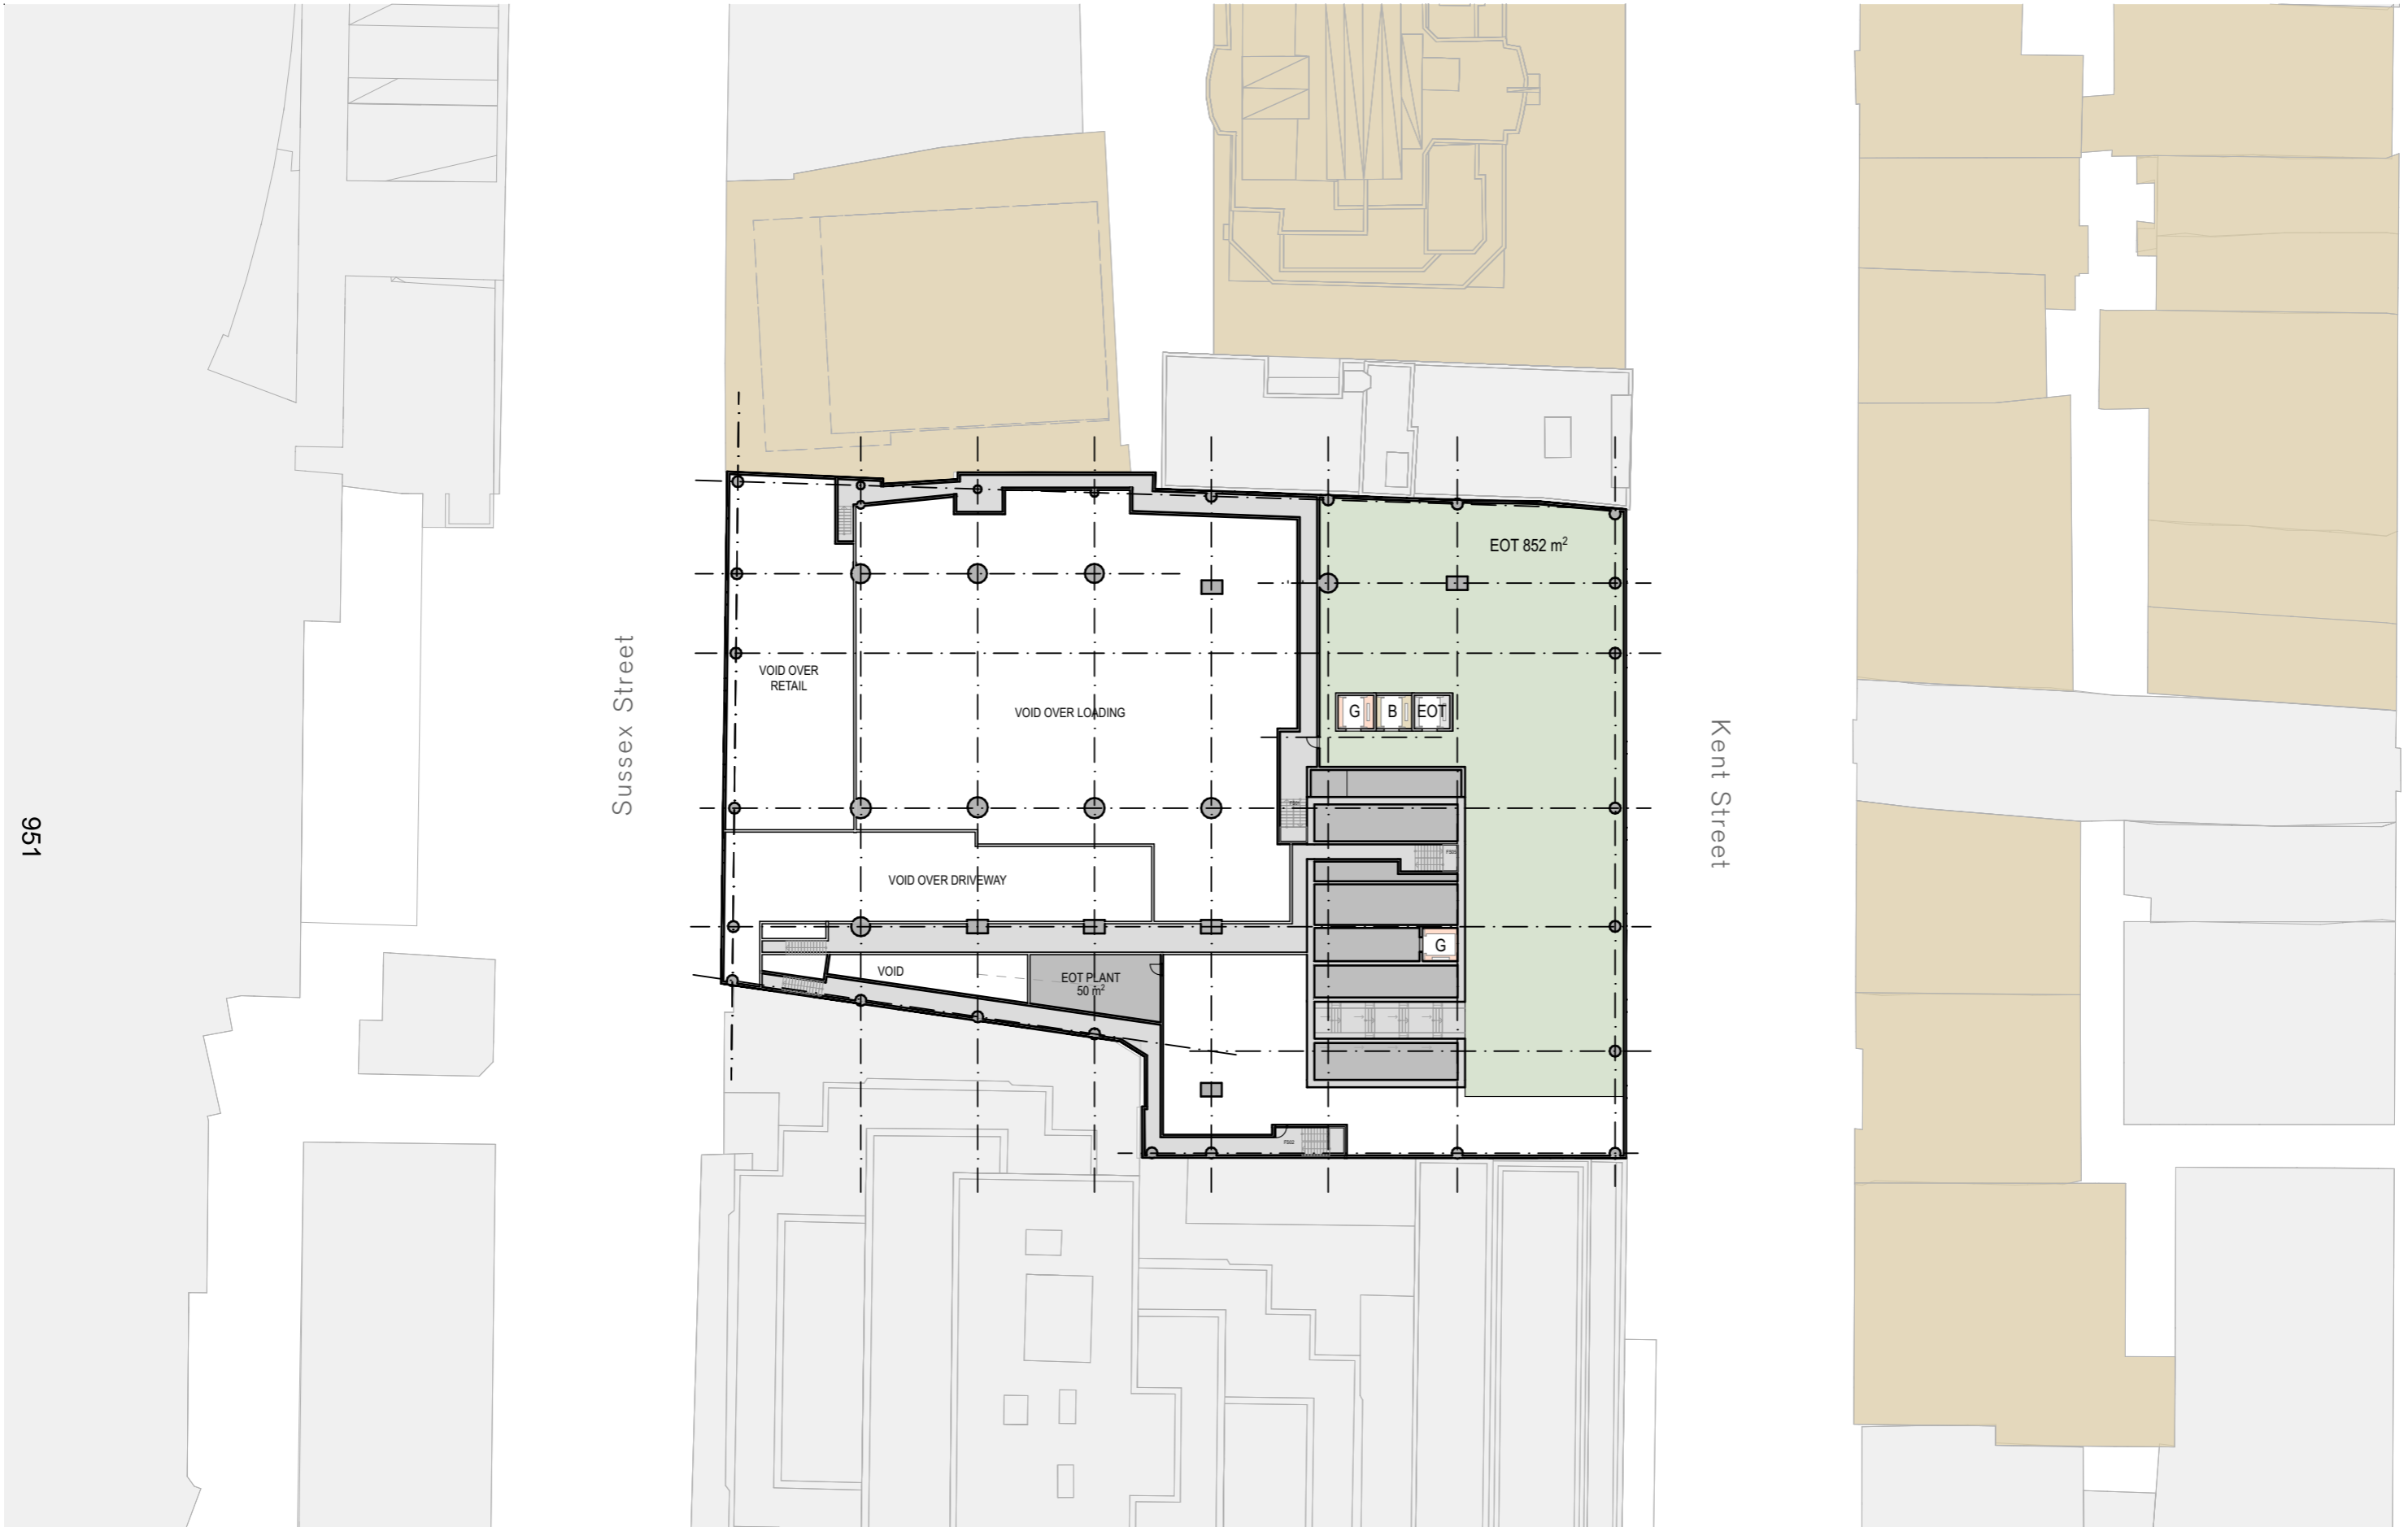 EOT 852 m²
Sussex Street
VOID OVER
RETAIL
VOID OVER LOADING
G
B
EOT
Kent Street
951
VOID OVER DRIVEWAY
G
VOID
EOT PLANT
50 m²